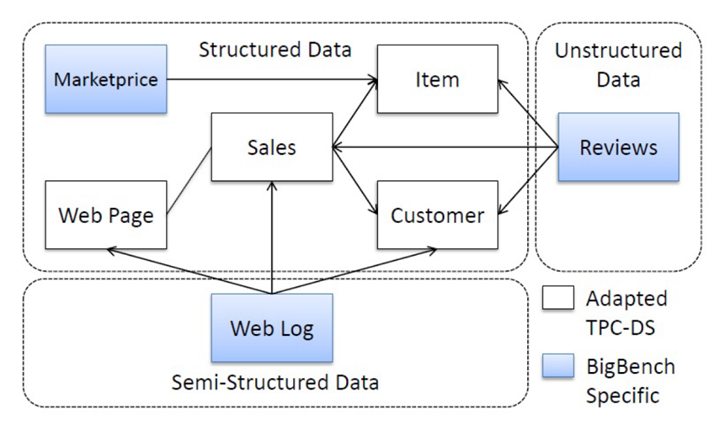 Structured Data
Unstructured
Data
Marketprice
Item
Sales
Reviews
Web Page
Customer
Web Log
Semi-Structured Data
Adapted
TPC-DS
BigBench
Specific